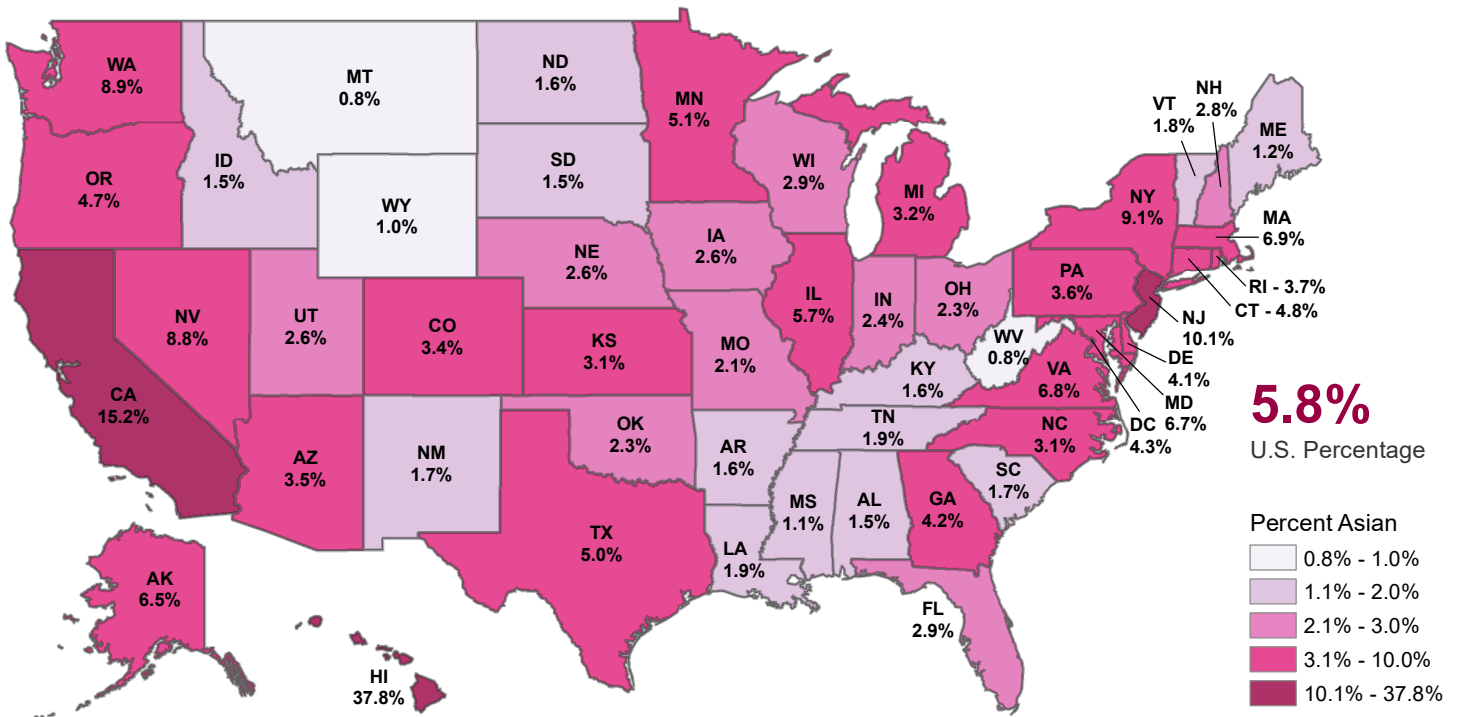 WA
8.9%
MT
0.8%
ND
1.6%
MN
5.1%
VT
1.8%
NH
2.8%
ME
1.2%
ID
1.5%
SD
1.5%
WI
2.9%
OR
4.7%
WY
1.0%
MI
3.2%
NY
9.1%
MA
6.9%
NE
2.6%
IA
2.6%
PA
3.6%
RI - 3.7%
CT - 4.8%
NV
8.8%
UT
2.6%
CO
3.4%
KS
3.1%
MO
2.1%
IL
5.7%
IN
2.4%
OH
2.3%
WV
0.8%
NJ
10.1%
DE
4.1%
KY
1.6%
VA
6.8%
MD
6.7%
DC
4.3%
CA
15.2%
AZ
3.5%
NM
1.7%
OK
2.3%
AR
1.6%
TN
1.9%
NC
3.1%
SC
1.7%
MS
1.1%
AL
1.5%
GA
4.2%
TX
5.0%
LA
1.9%
FL
2.9%
AK
6.5%
HI
37.8%
5.8%
U.S. Percentage
Percent Asian
0.8% - 1.0%
1.1% - 2.0%
2.1% - 3.0%
3.1% - 10.0%
10.1% - 37.8%